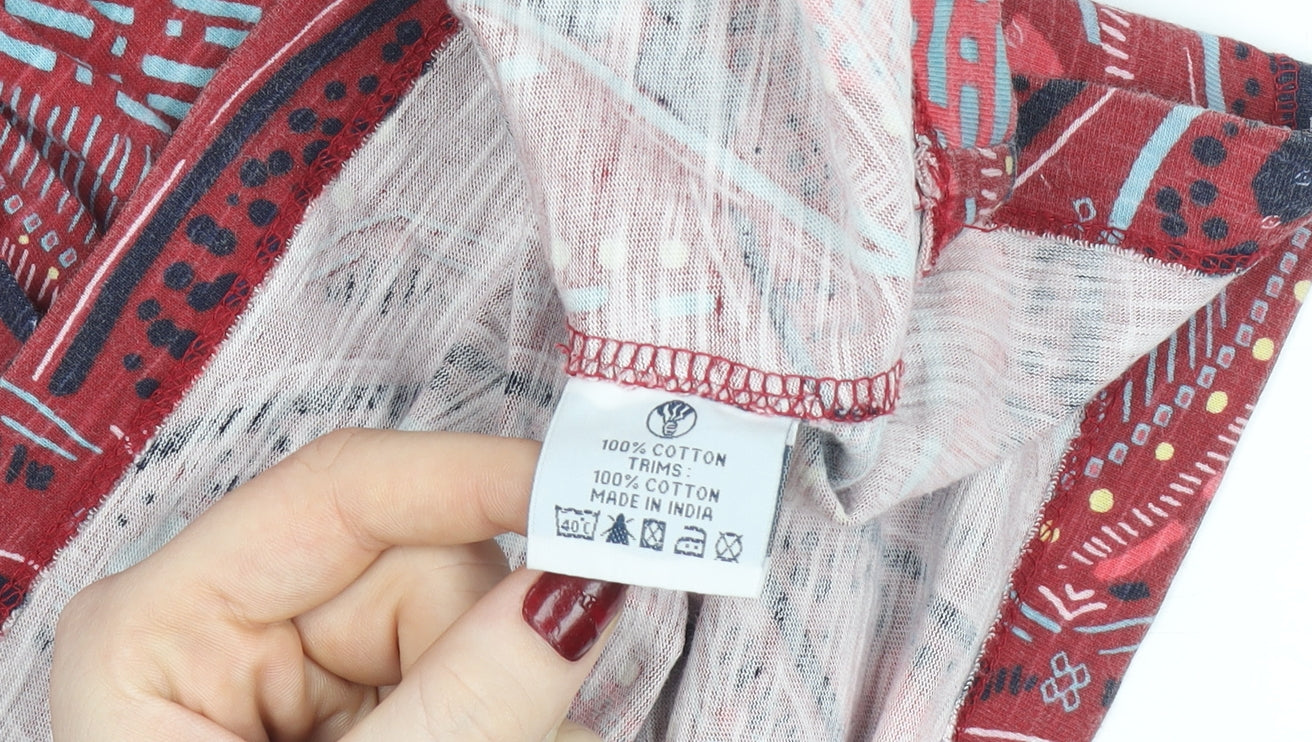 100% COTTON
TRIMS:
100% COTTON
MADE IN INDIA
40°C